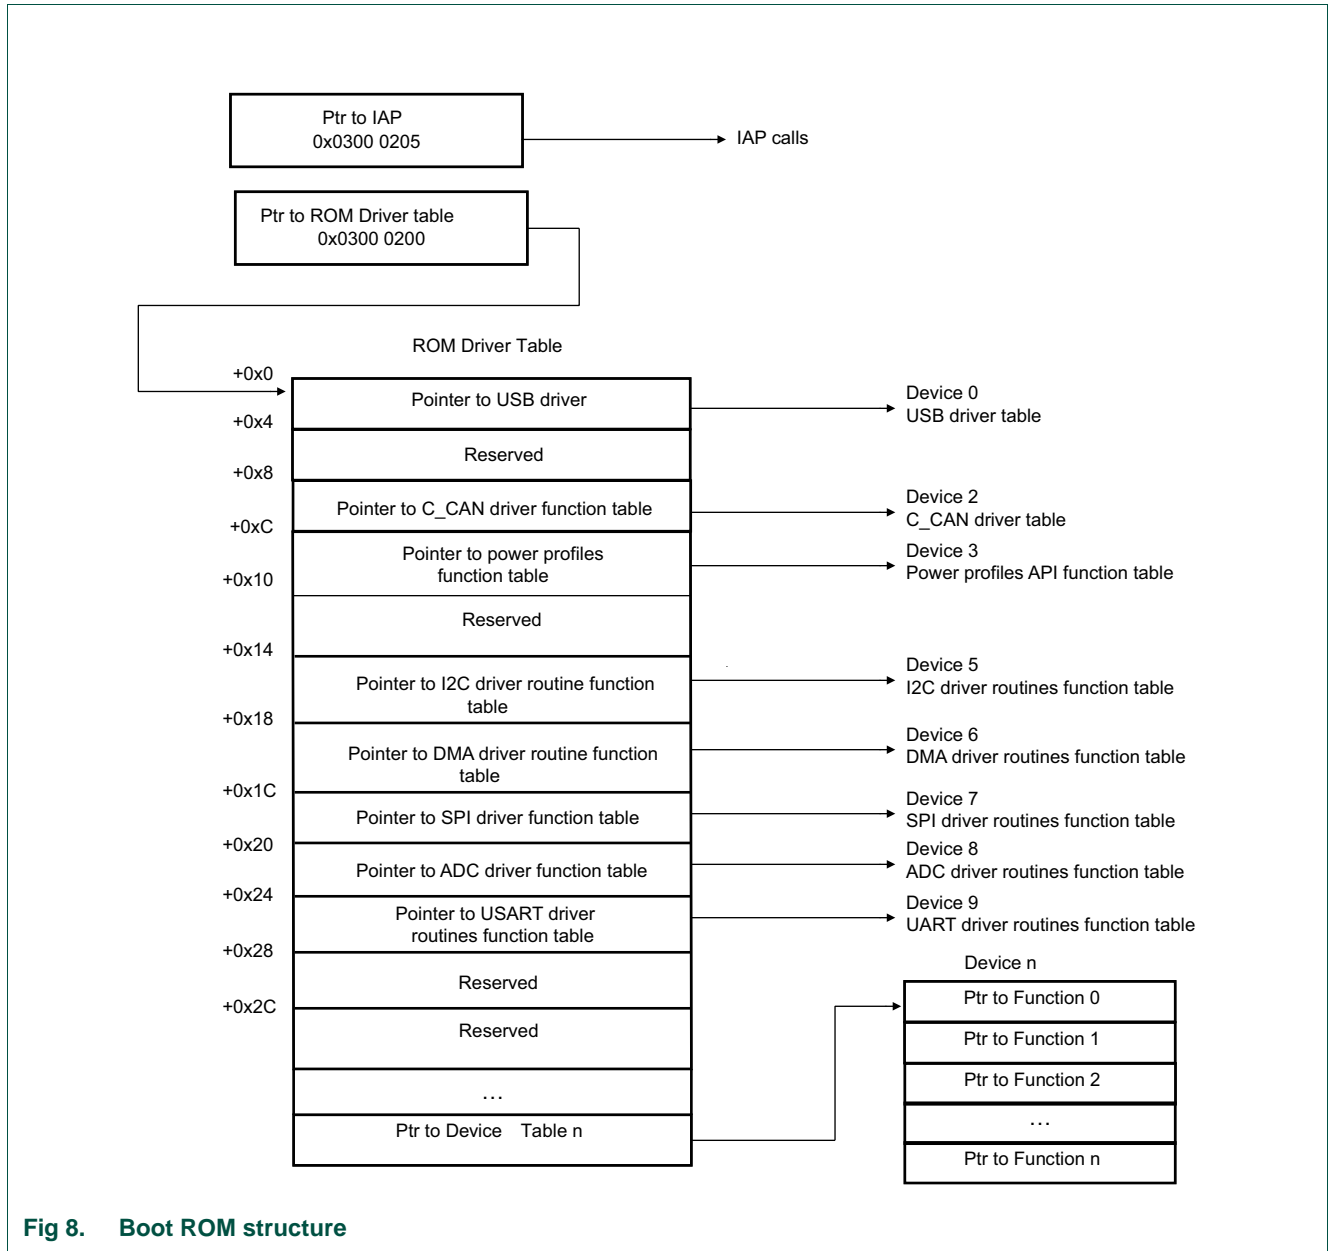 Ptr to IAP
0x0300 0205
IAP calls
Ptr to ROM Driver table
0x0300 0200
ROM Driver Table
+0x0
Pointer to USB driver
Device 0
USB driver table
+0x4
Reserved
+0x8
Pointer to C_CAN driver function table
Device 2
C_CAN driver table
+0xC
Pointer to power profiles
function table
Device 3
Power profiles API function table
+0x10
Reserved
+0x14
Pointer to I2C driver routine function
table
Device 5
I2C driver routines function table
+0x18
Pointer to DMA driver routine function
table
Device 6
DMA driver routines function table
+0x1C
Pointer to SPI driver function table
Device 7
SPI driver routines function table
+0x20
Pointer to ADC driver function table
Device 8
ADC driver routines function table
+0x24
Pointer to USART driver
routines function table
Device 9
UART driver routines function table
+0x28
Reserved
+0x2C
Reserved
...
Ptr to Device Table n
Device n
Ptr to Function 0
Ptr to Function 1
Ptr to Function 2
...
Ptr to Function n
Fig 8. Boot ROM structure